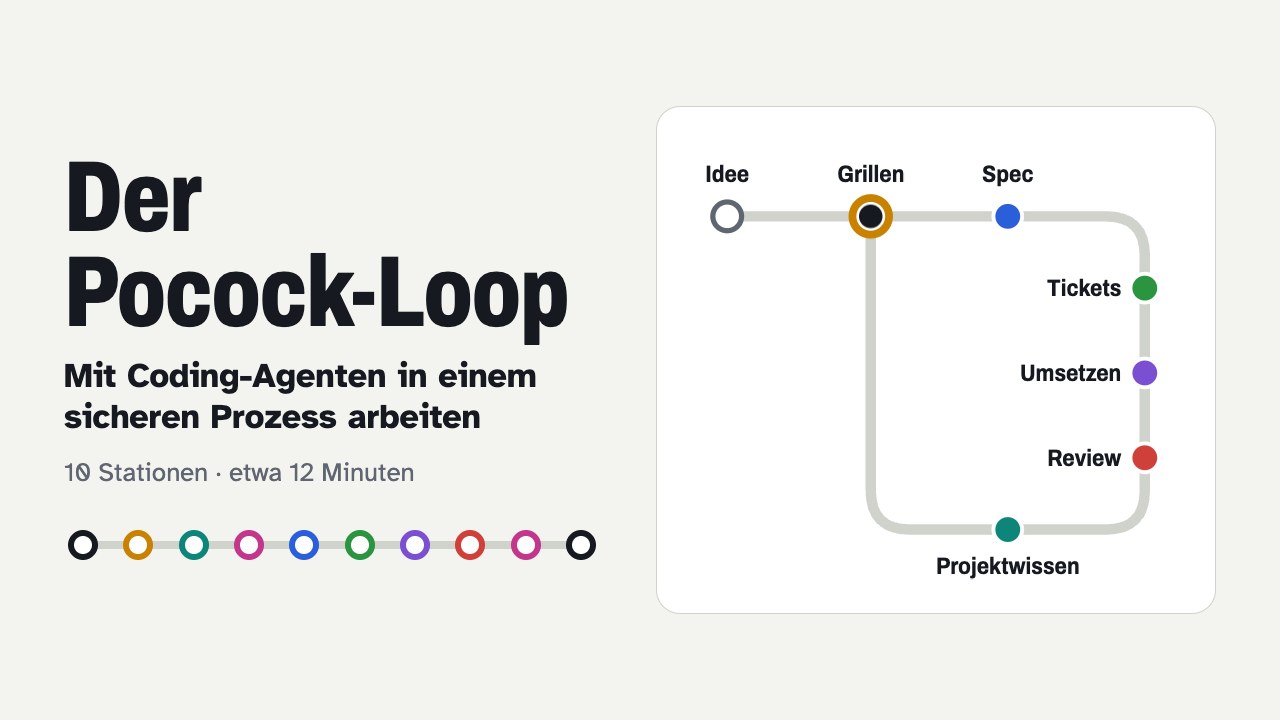 Der
Pocock-Loop
Mit Coding-Agenten in einem
sicheren Prozess arbeiten
10 Stationen · etwa 12 Minuten
Idee
Grillen
Spec
Tickets
Umsetzen
Review
Projektwissen